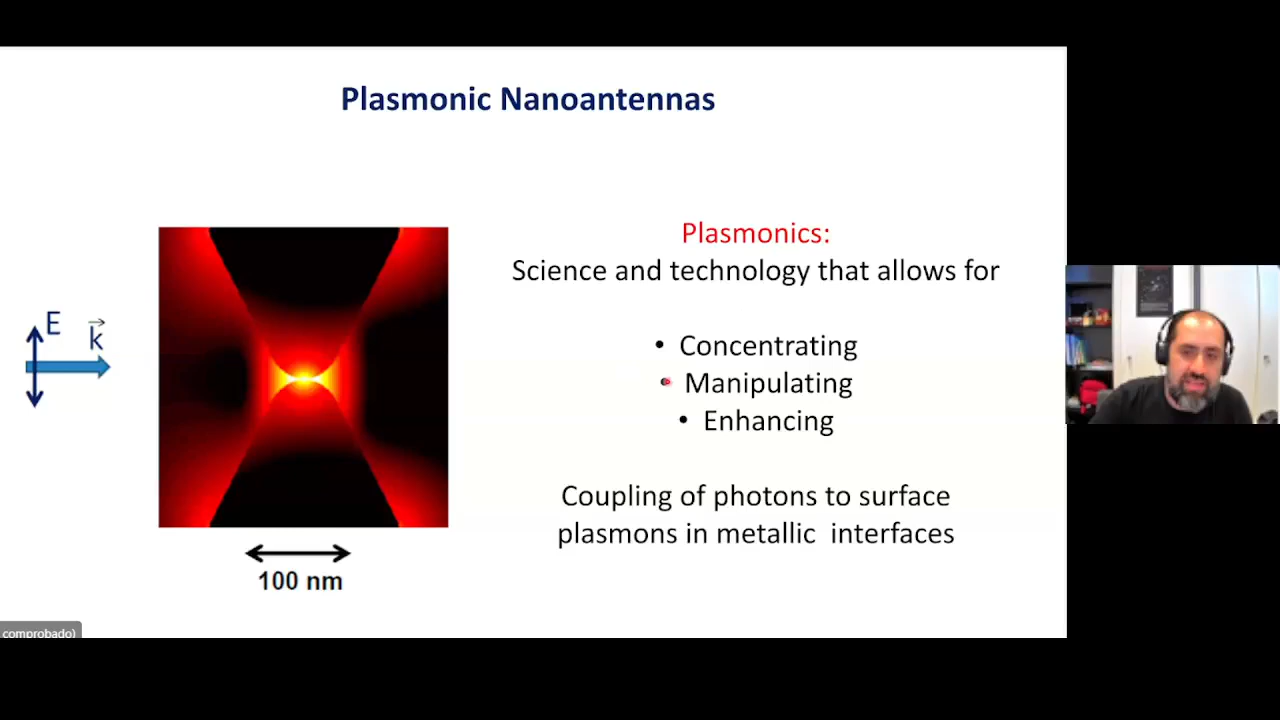 Plasmonic Nanoantennas
Plasmonics:
Science and technology that allows for
E
k
• Concentrating
• Manipulating
• Enhancing
Coupling of photons to surface
plasmons in metallic interfaces
100 nm
comprobado)